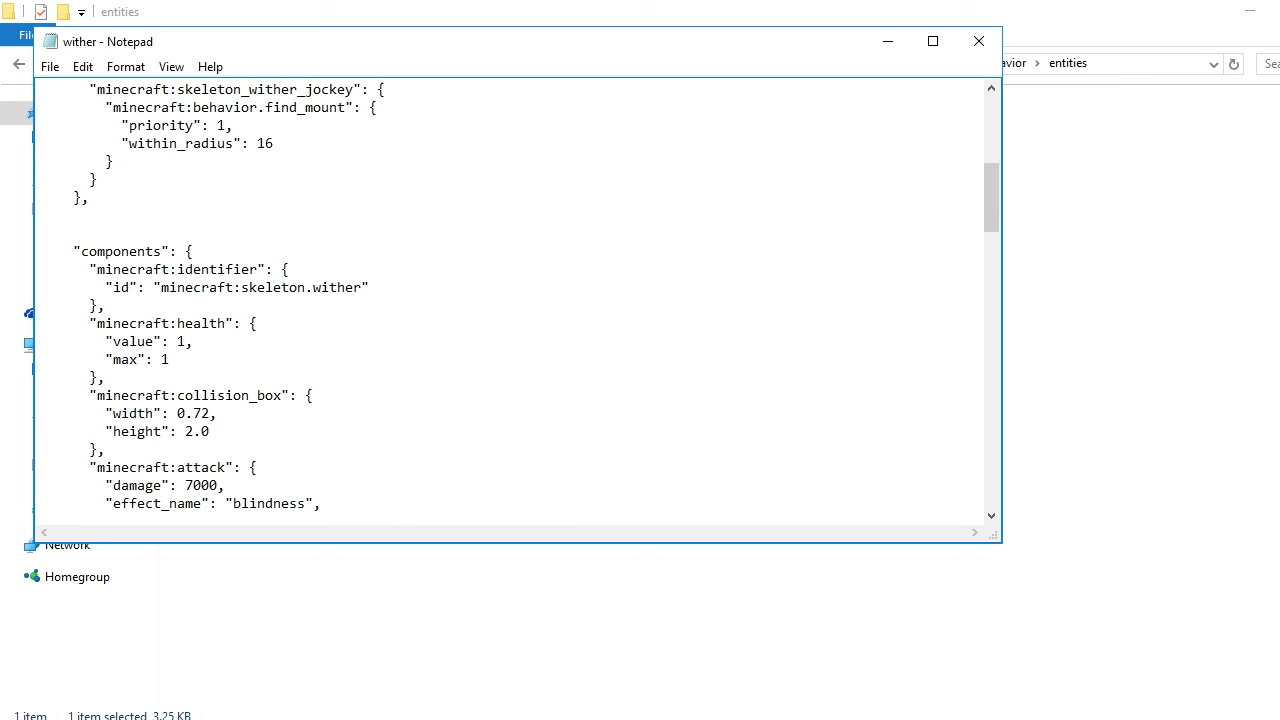 entities
File
wither - Notepad
File Edit Format View Help
avior > entities
Sea
"minecraft:skeleton_wither_jockey": {
"minecraft:behavior.find_mount": {
"priority": 1,
"within_radius": 16
}
}
},
"components": {
"minecraft:identifier": {
"id": "minecraft:skeleton.wither"
},
"minecraft:health": {
"value": 1,
"max": 1
},
"minecraft:collision_box": {
"width": 0.72,
"height": 2.0
},
"minecraft:attack": {
"damage": 7000,
"effect_name": "blindness",
Network
Homegroup
1 item 1 item selected 3.25 KB